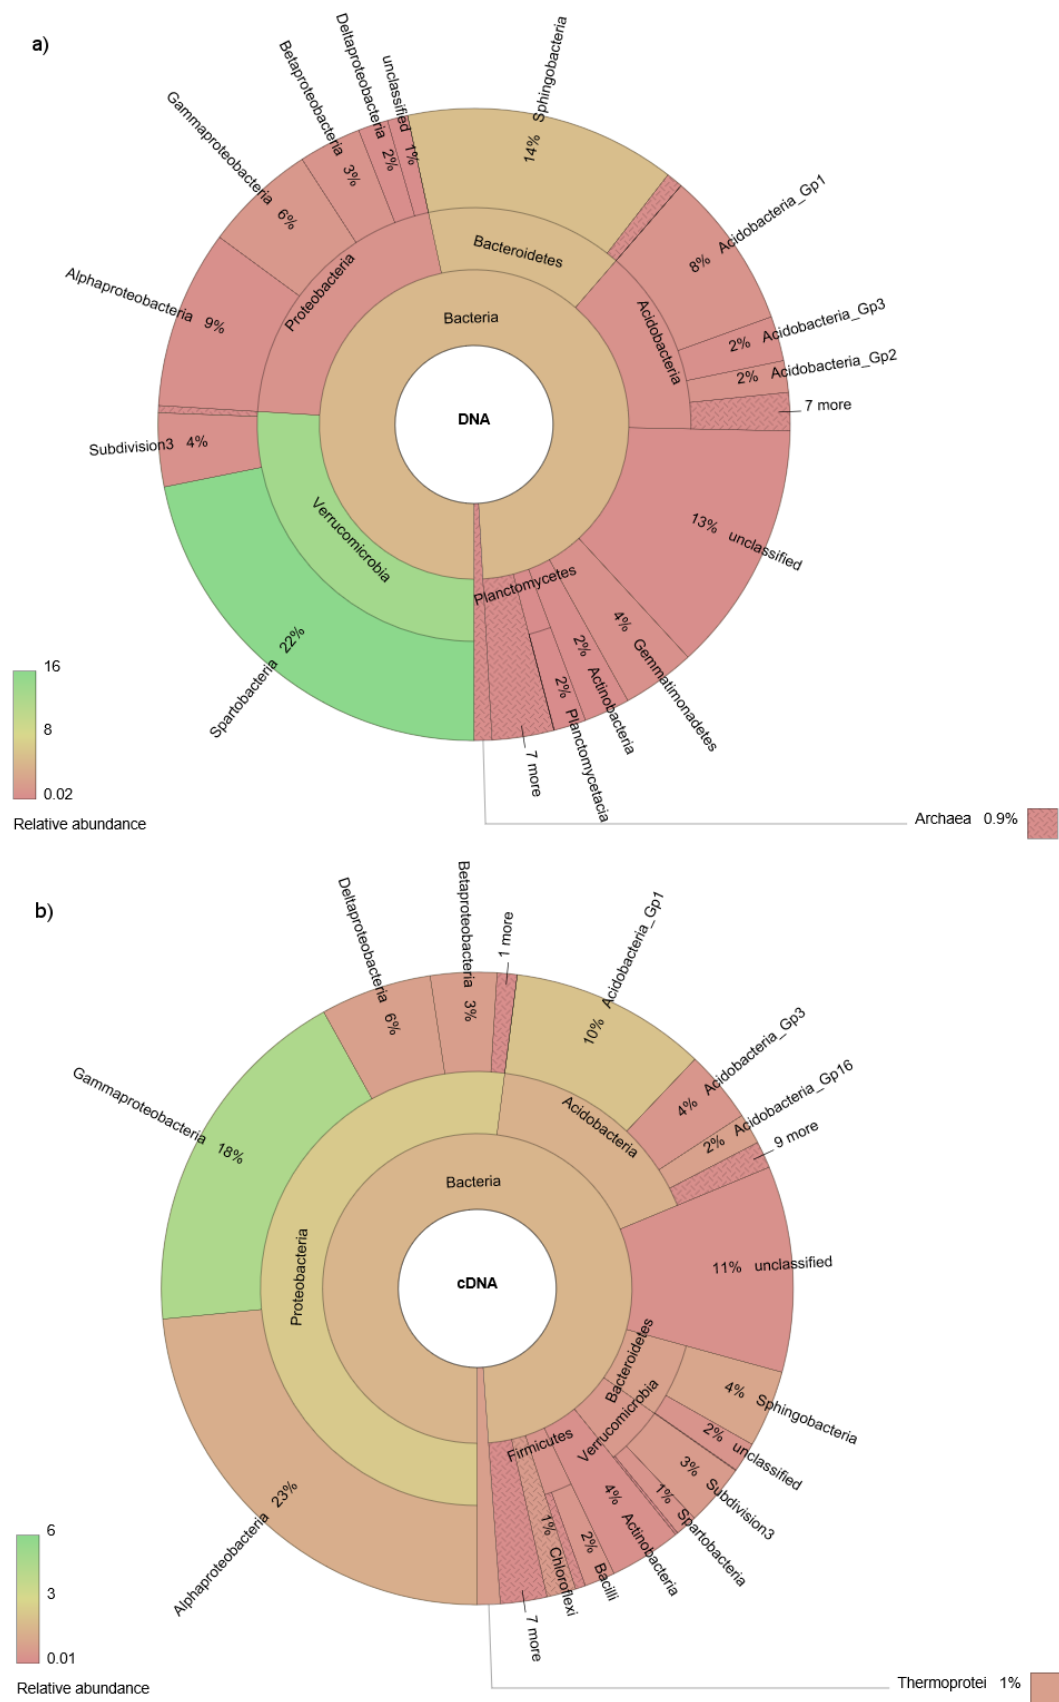 a)
Deltaproteobacteria 2%
Betaproteobacteria 3%
unclassified 1%
Sphingobacteria 14%
Gammaproteobacteria 6%
Alphaproteobacteria 9%
Proteobacteria
Bacteroidetes
Acidobacteria_Gp1 8%
Acidobacteria
Acidobacteria_Gp3 2%
Acidobacteria_Gp2 2%
7 more
Bacteria
DNA
Subdivision3 4%
Verrucomicrobia
Spartobacteria 22%
13% unclassified
Planctomycetes
4% Gemmatimonadetes
2% Actinobacteria
2% Planctomycetacia
7 more
16
8
0.02
Relative abundance
Archaea 0.9%
b)
Betaproteobacteria 3%
Deltaproteobacteria 6%
1 more
Acidobacteria_Gp1 10%
Acidobacteria_Gp3 4%
Acidobacteria_Gp16 2%
9 more
Gammaproteobacteria 18%
Acidobacteria
Bacteria
Proteobacteria
cDNA
11% unclassified
Bacteroidetes
4% Sphingobacteria
2% unclassified
Verrucomicrobia
3% Subdivision3
1% Spartobacteria
Firmicutes
4% Actinobacteria
2% Bacilli
1% Chloroflexi
7 more
Alphaproteobacteria 23%
6
3
0.01
Relative abundance
Thermoprotei 1%